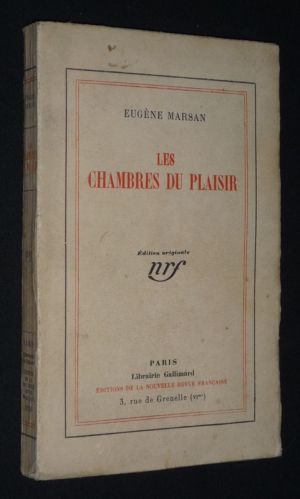 EUGÈNE MARSAN
LES
CHAMBRES DU PLAISIR
Édition originale
nrf
PARIS
Librairie Gallimard
ÉDITIONS DE LA NOUVELLE REVUE FRANÇAISE
3, rue de Grenelle (VIme)